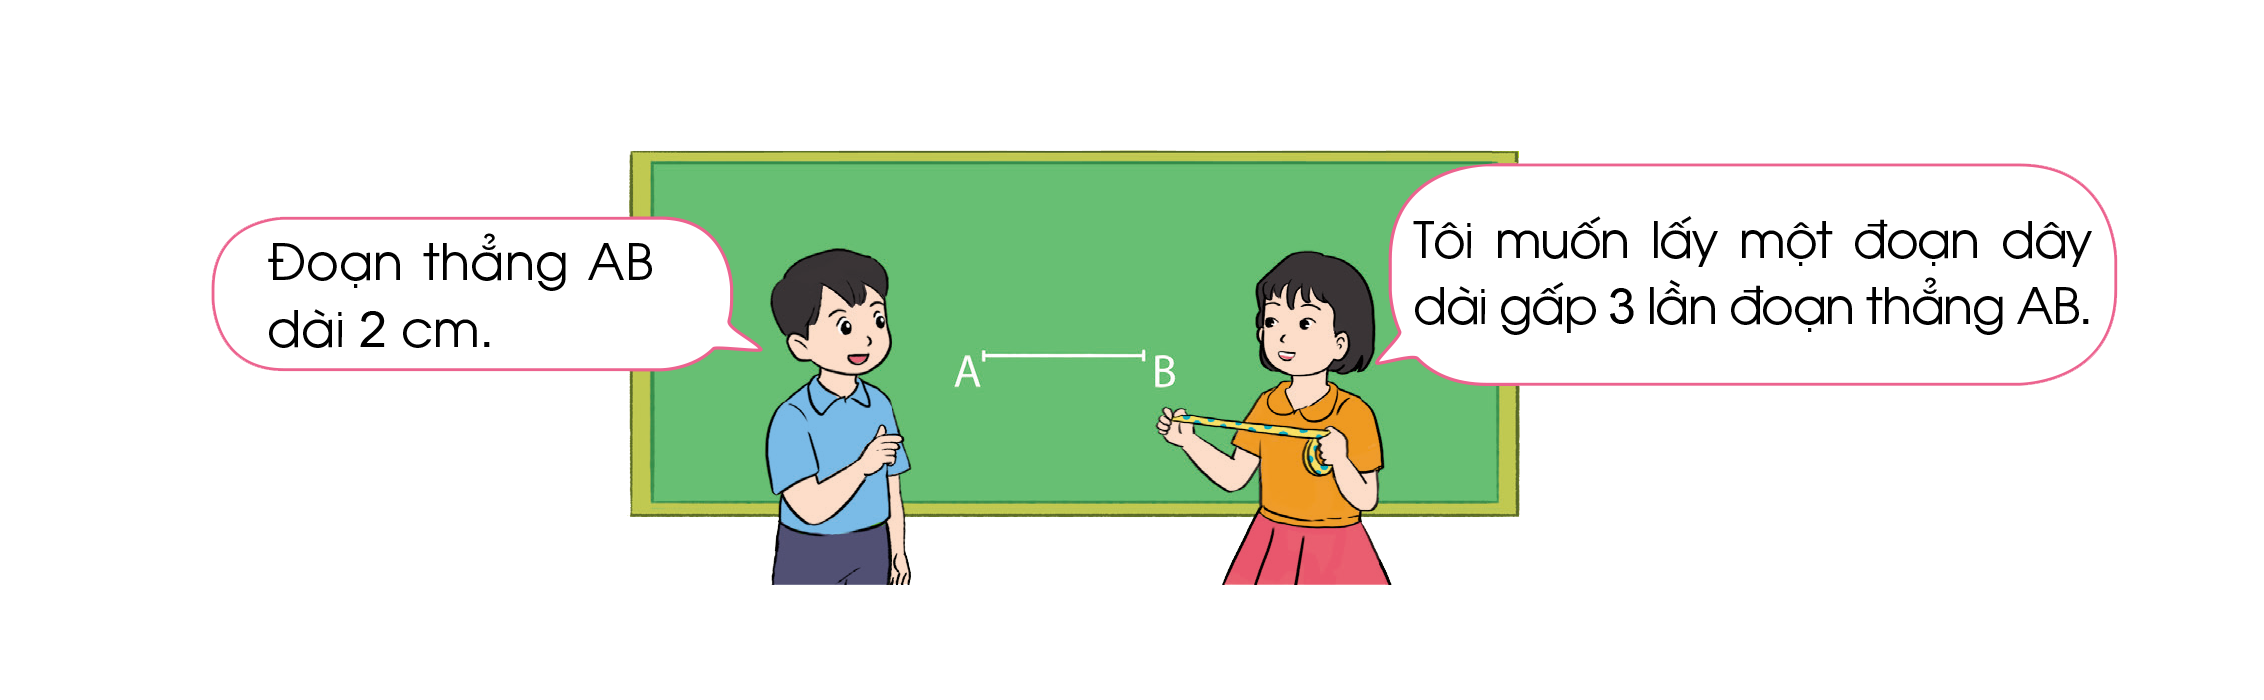 Đoạn thẳng AB
dài 2 cm.
Tôi muốn lấy một đoạn dây
dài gấp 3 lần đoạn thẳng AB.
A
B